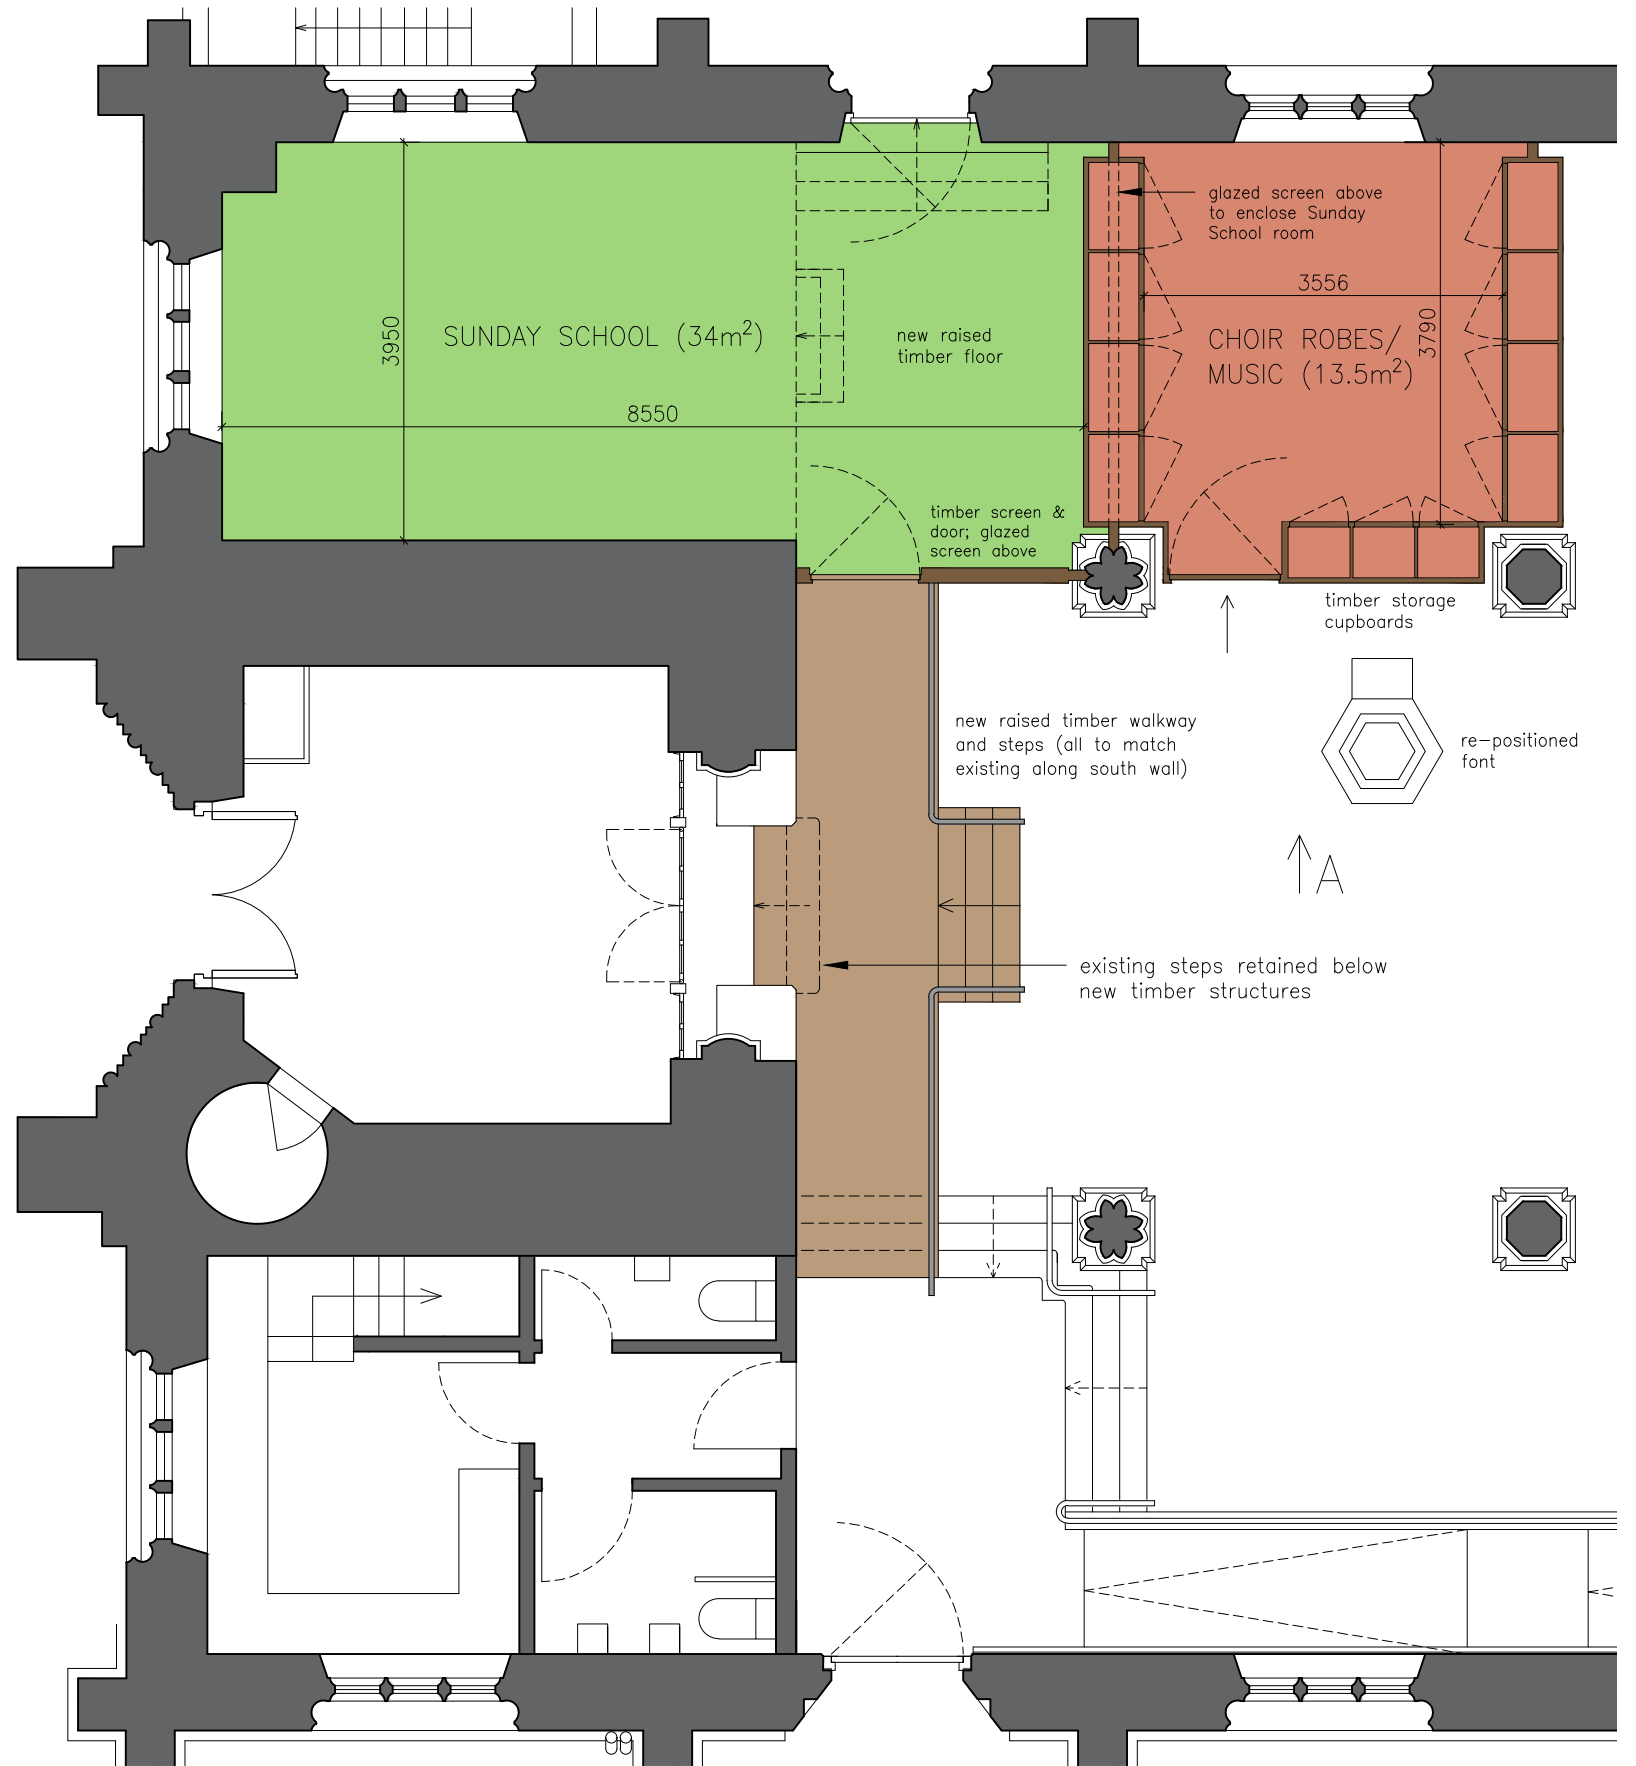 glazed screen above
to enclose Sunday
School room
3556
3950
SUNDAY SCHOOL (34m²)
new raised
timber floor
CHOIR ROBES/
MUSIC (13.5m²)
3790
8550
timber screen &
door; glazed
screen above
timber storage
cupboards
new raised timber walkway
and steps (all to match
existing along south wall)
re-positioned
font
A
existing steps retained below
new timber structures